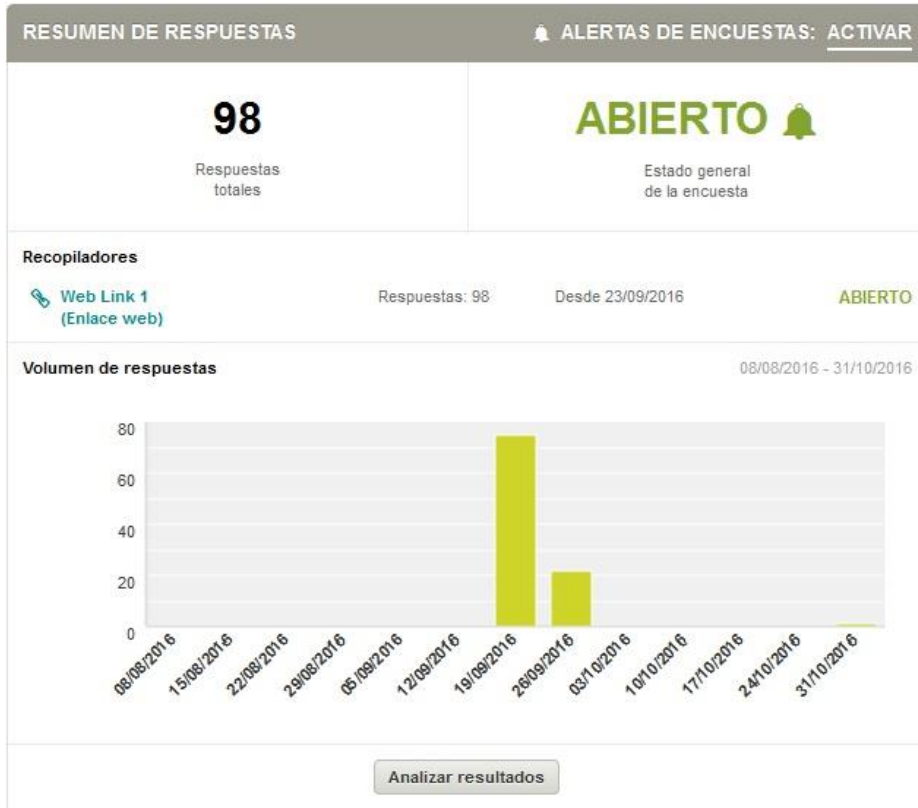 RESUMEN DE RESPUESTAS
ALERTAS DE ENCUESTAS: ACTIVAR
98
Respuestas
totales
ABIERTO
Estado general
de la encuesta
Recopiladores
Web Link 1
(Enlace web)
Respuestas: 98
Desde 23/09/2016
ABIERTO
Volumen de respuestas
08/08/2016 - 31/10/2016
80
60
40
20
0
08/08/2016
15/08/2016
22/08/2016
29/08/2016
05/09/2016
12/09/2016
19/09/2016
26/09/2016
03/10/2016
10/10/2016
17/10/2016
24/10/2016
31/10/2016
Analizar resultados